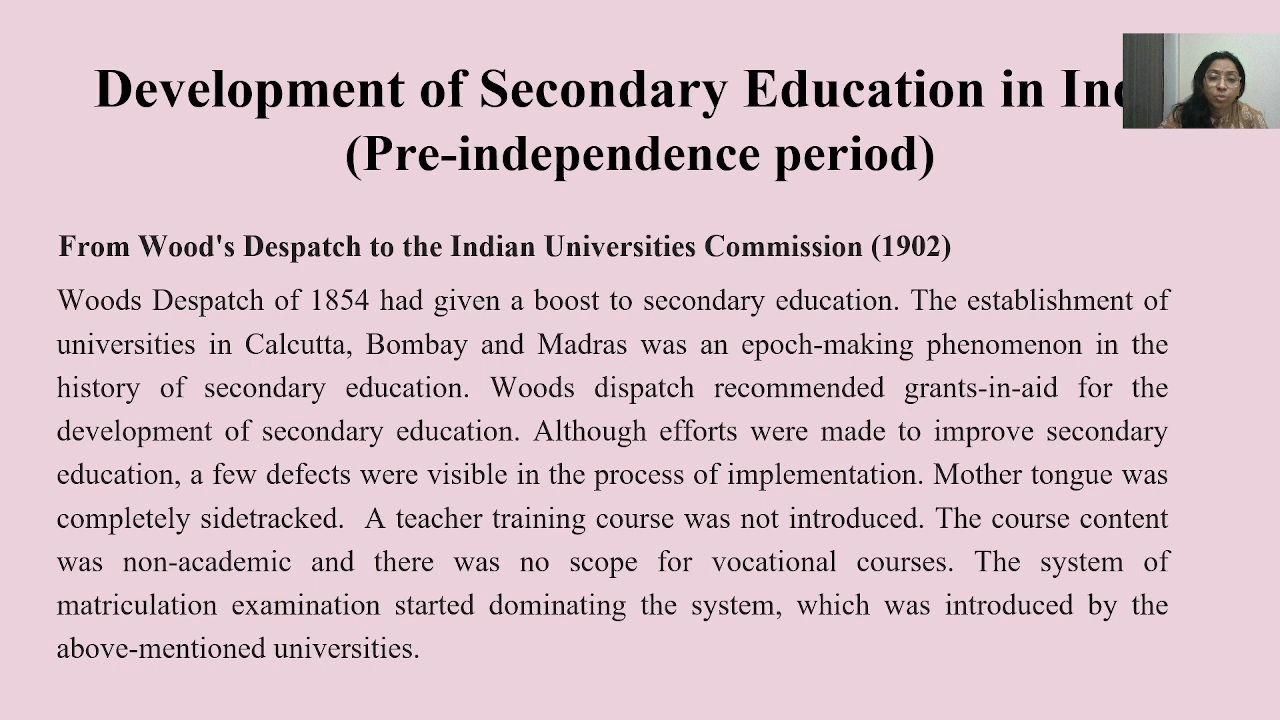 Development of Secondary Education in
(Pre-independence period)
From Wood's Despatch to the Indian Universities Commission (1902)
Woods Despatch of 1854 had given a boost to secondary education. The establishment of
universities in Calcutta, Bombay and Madras was an epoch-making phenomenon in the
history of secondary education. Woods dispatch recommended grants-in-aid for the
development of secondary education. Although efforts were made to improve secondary
education, a few defects were visible in the process of implementation. Mother tongue was
completely sidetracked. A teacher training course was not introduced. The course content
was non-academic and there was no scope for vocational courses. The system of
matriculation examination started dominating the system, which was introduced by the
above-mentioned universities.